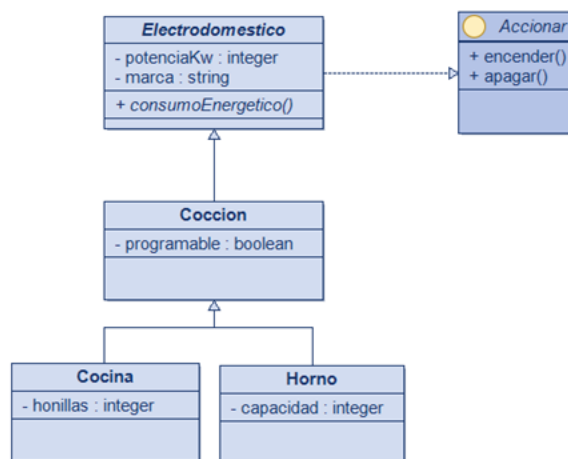 Electrodomestico
- potenciaKw : integer
- marca : string
+ consumoEnergetico()
Accionar
+ encender()
+ apagar()
Coccion
- programable : boolean
Cocina
- honillas : integer
Horno
- capacidad : integer